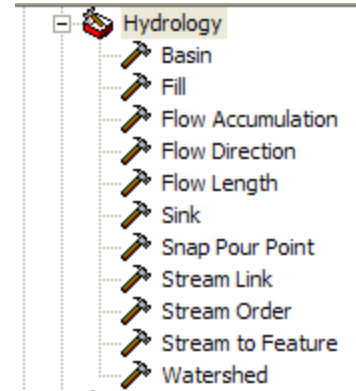 Hydrology
Basin
Fill
Flow Accumulation
Flow Direction
Flow Length
Sink
Snap Pour Point
Stream Link
Stream Order
Stream to Feature
Watershed